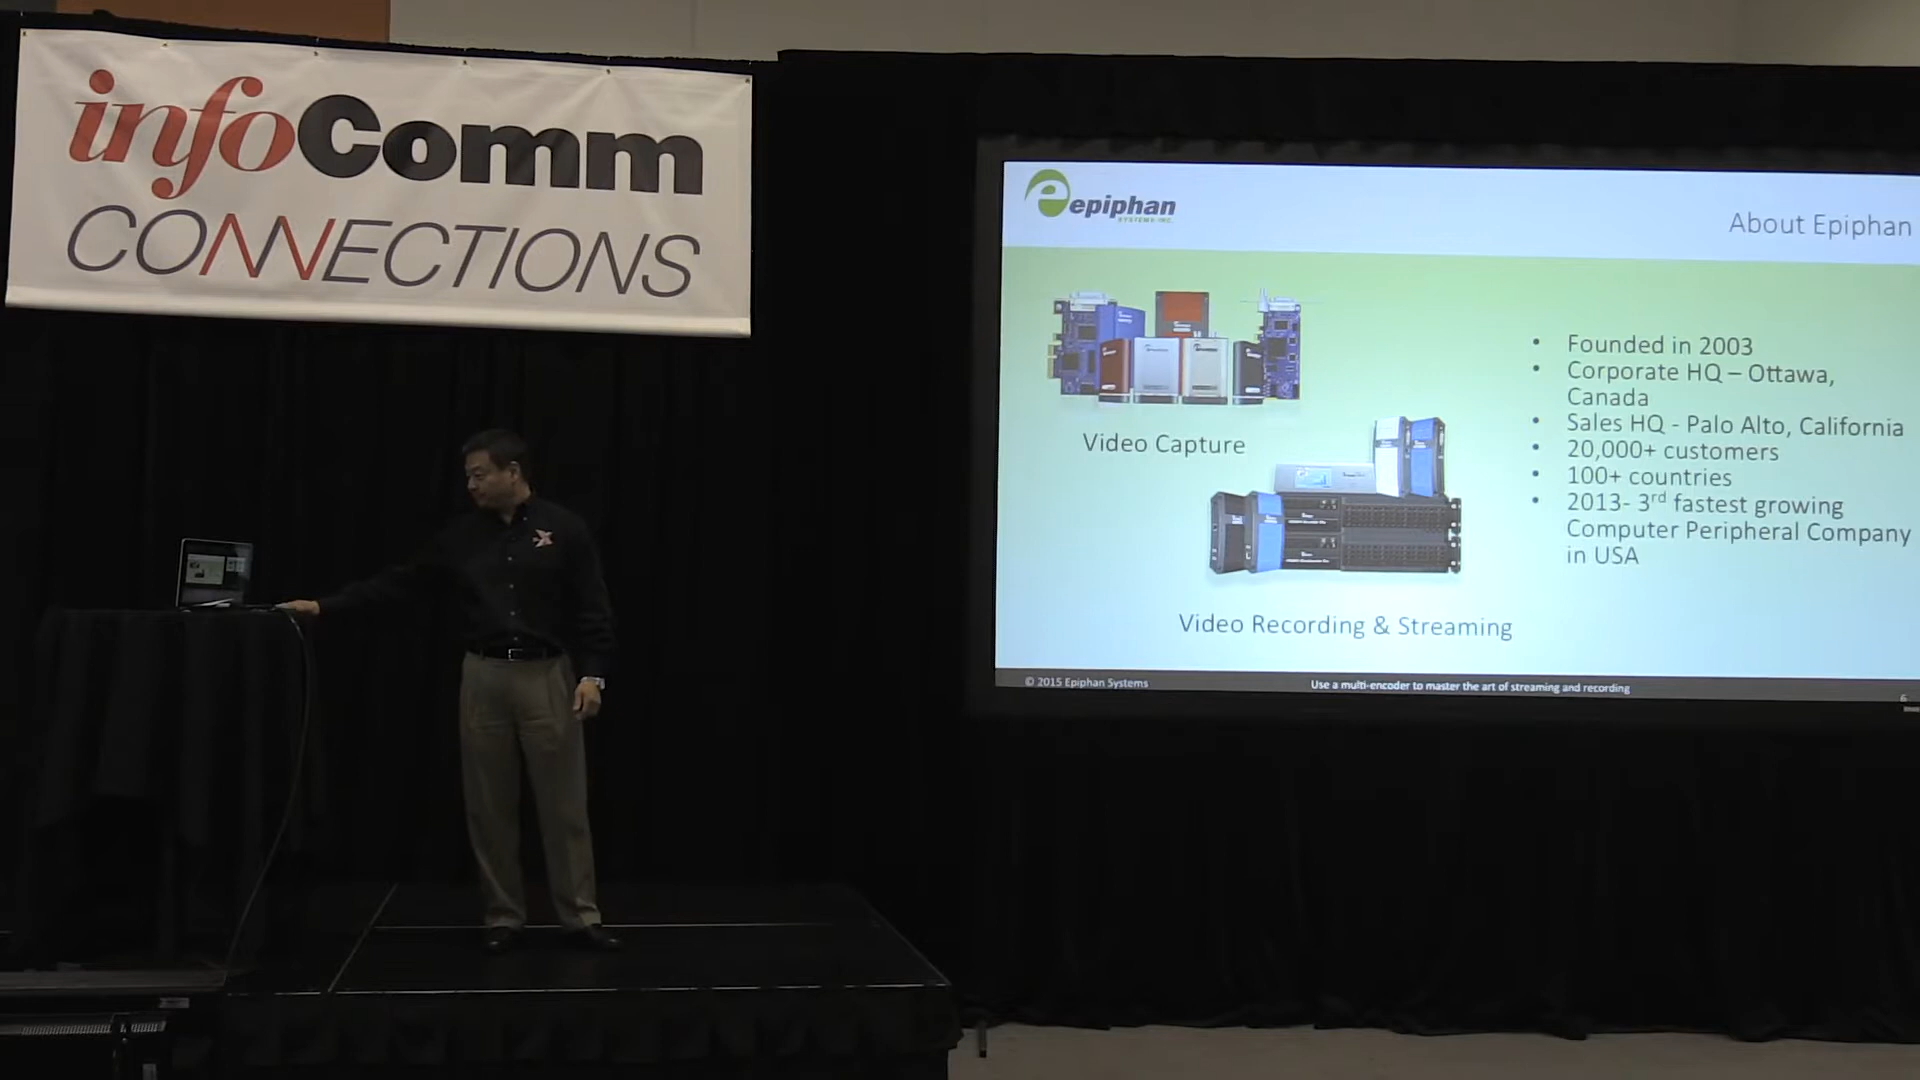 infoComm
CONNECTIONS
epiphan
SYSTEMS INC.
About Epiphan
Video Capture
Video Recording & Streaming
• Founded in 2003
• Corporate HQ – Ottawa,
Canada
• Sales HQ - Palo Alto, California
• 20,000+ customers
• 100+ countries
• 2013- 3rd fastest growing
Computer Peripheral Company
in USA
© 2015 Epiphan Systems
Use a multi-encoder to master the art of streaming and recording
6